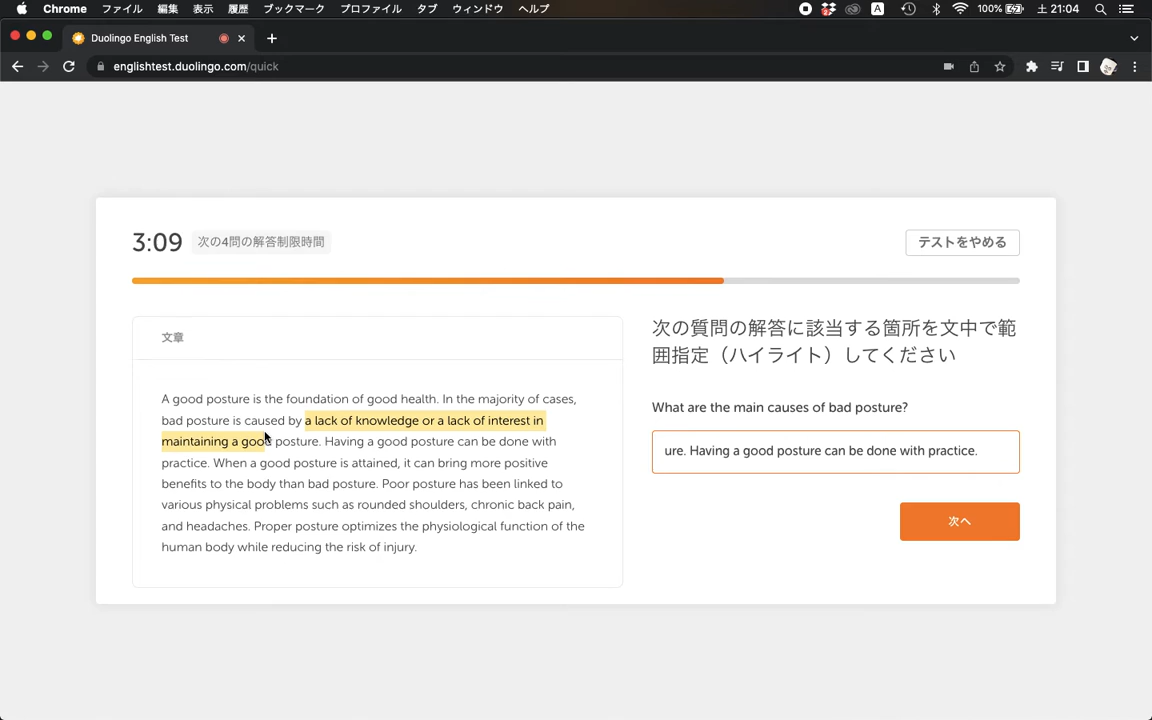 Chrome ファイル 編集 表示 履歴 ブックマーク プロファイル タブ ウィンドウ ヘルプ A 100% 土 21:04
Duolingo English Test
englishtest.duolingo.com/quick
3:09 次の4問の解答制限時間 テストをやめる
文章
A good posture is the foundation of good health. In the majority of cases,
bad posture is caused by a lack of knowledge or a lack of interest in
maintaining a good posture. Having a good posture can be done with
practice. When a good posture is attained, it can bring more positive
benefits to the body than bad posture. Poor posture has been linked to
various physical problems such as rounded shoulders, chronic back pain,
and headaches. Proper posture optimizes the physiological function of the
human body while reducing the risk of injury.
次の質問の解答に該当する箇所を文中で範
囲指定（ハイライト）してください
What are the main causes of bad posture?
ure. Having a good posture can be done with practice.
次へ